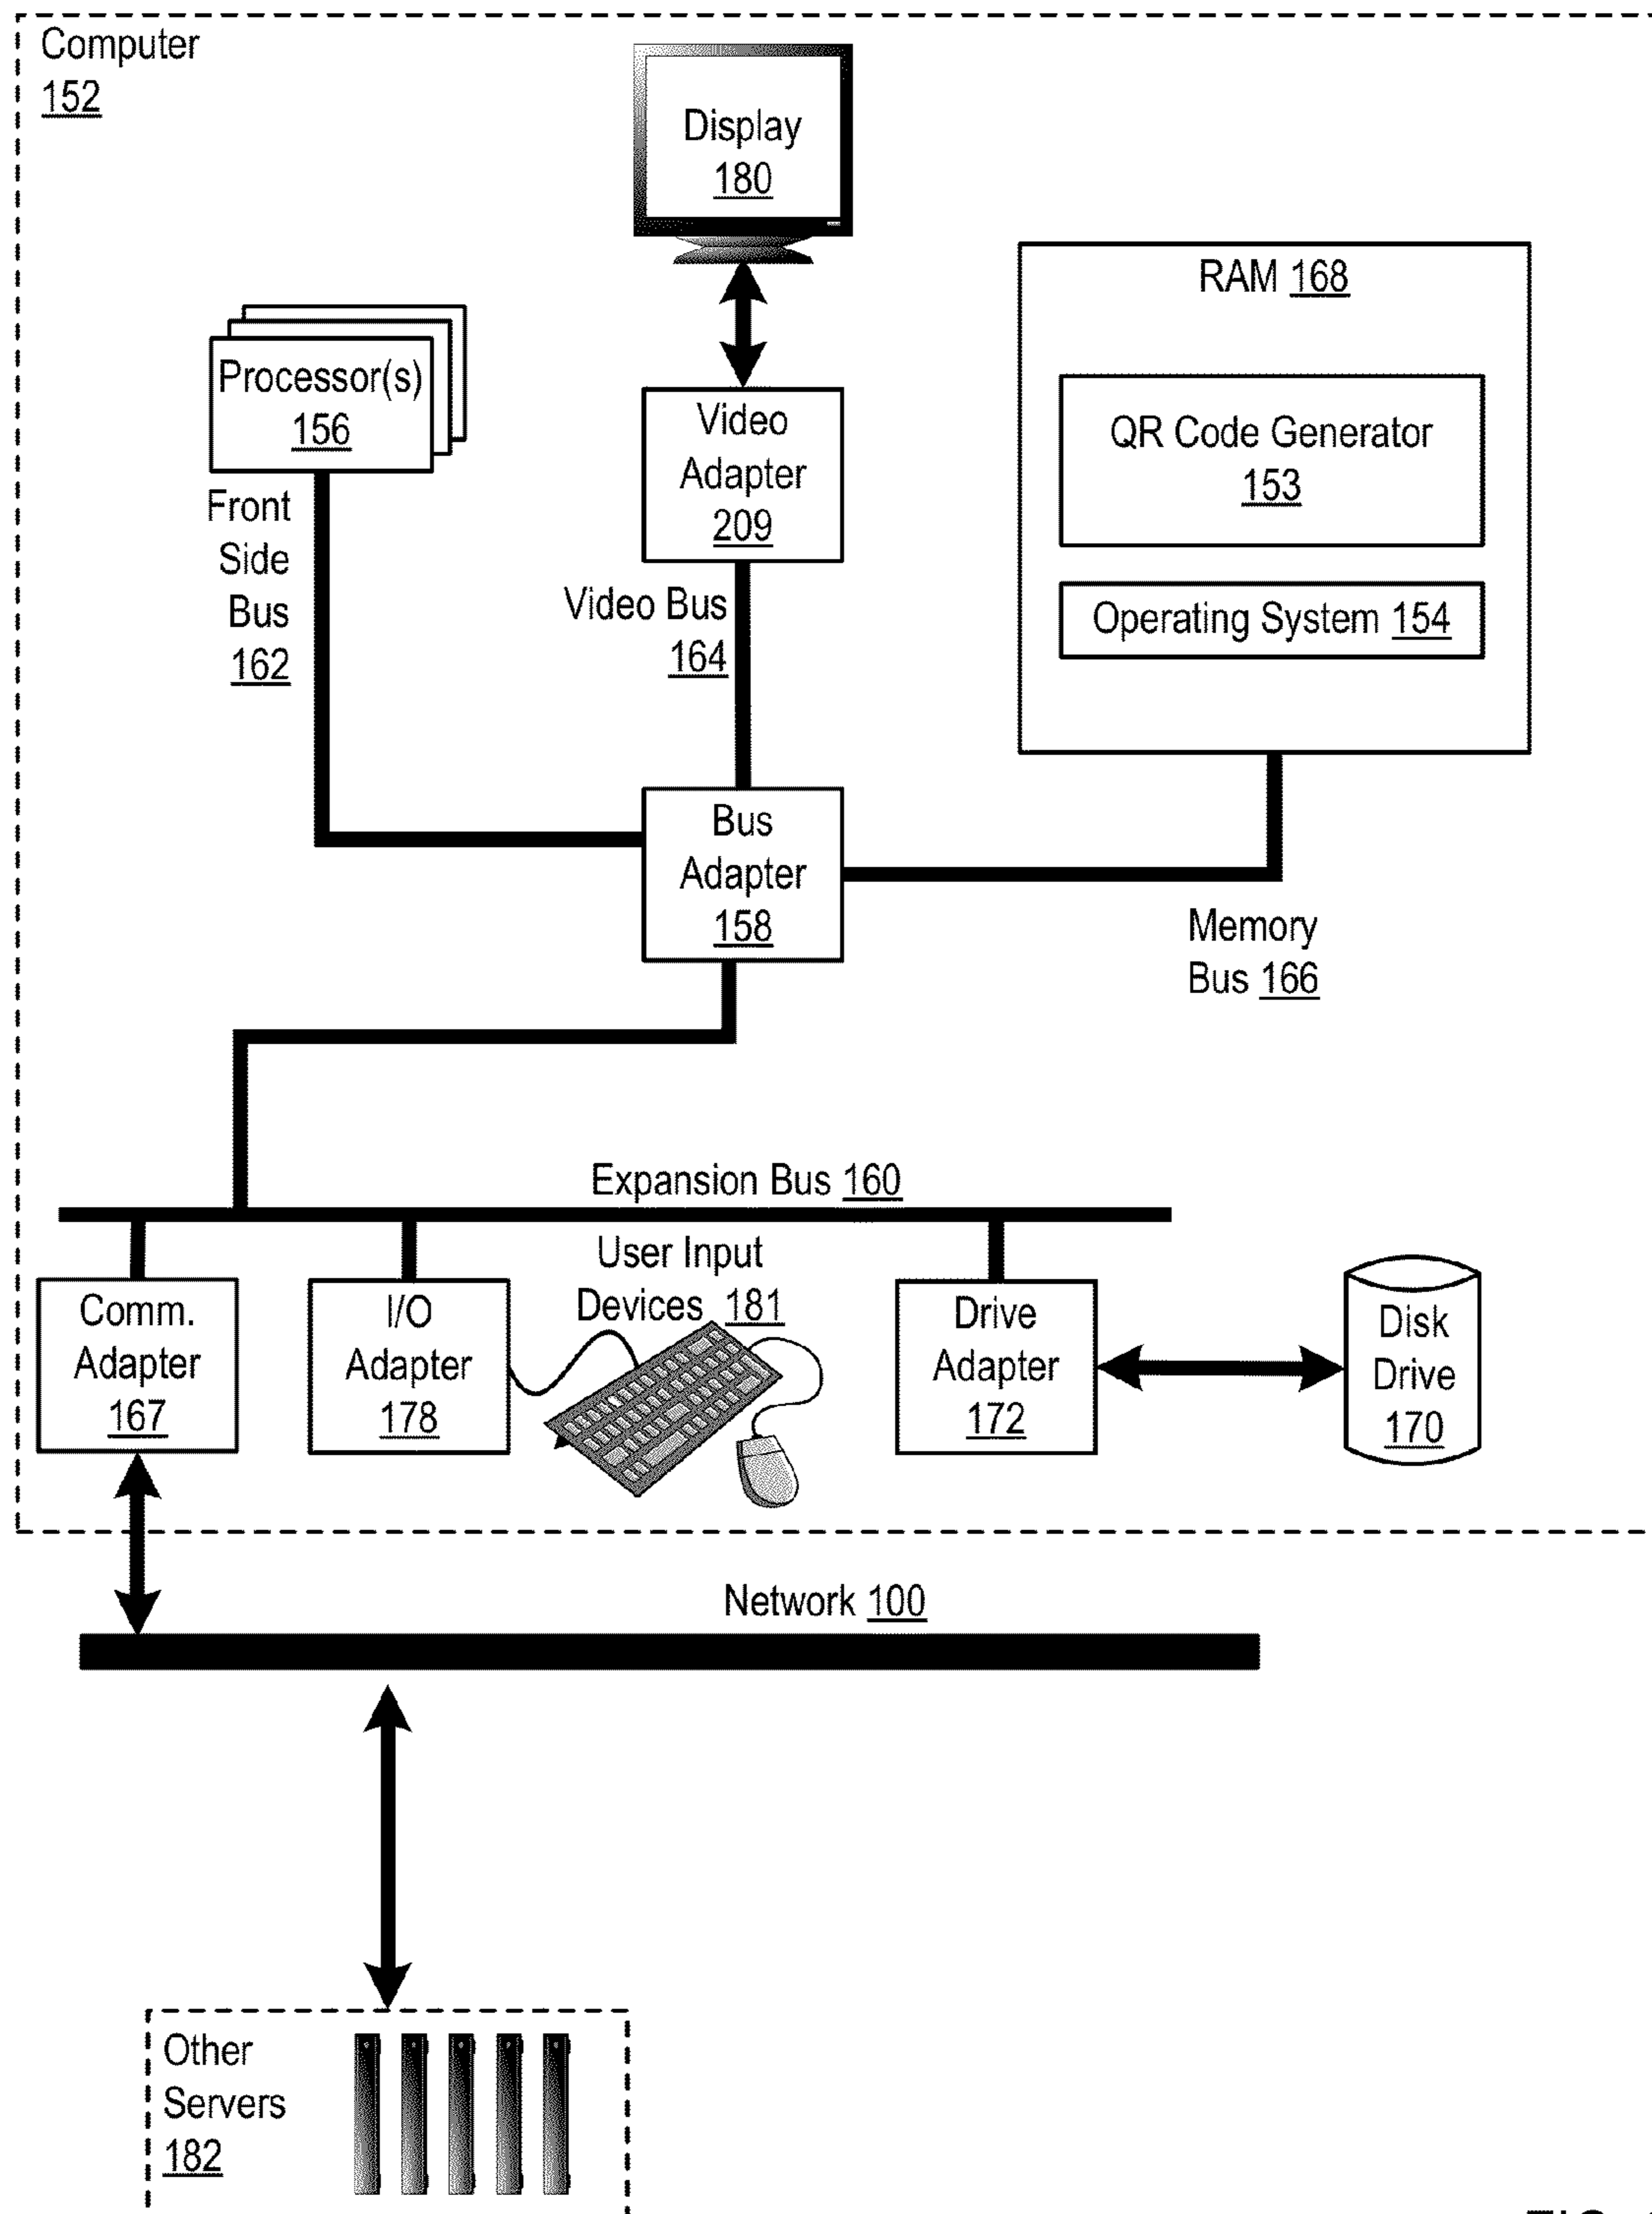 Computer
152
Display
180
RAM 168
Processor(s)
156
Video
Adapter
209
QR Code Generator
153
Front
Side
Bus
162
Video Bus
164
Operating System 154
Bus
Adapter
158
Memory
Bus 166
Expansion Bus 160
User Input
Devices 181
Comm.
Adapter
167
I/O
Adapter
178
Drive
Adapter
172
Disk
Drive
170
Network 100
Other
Servers
182